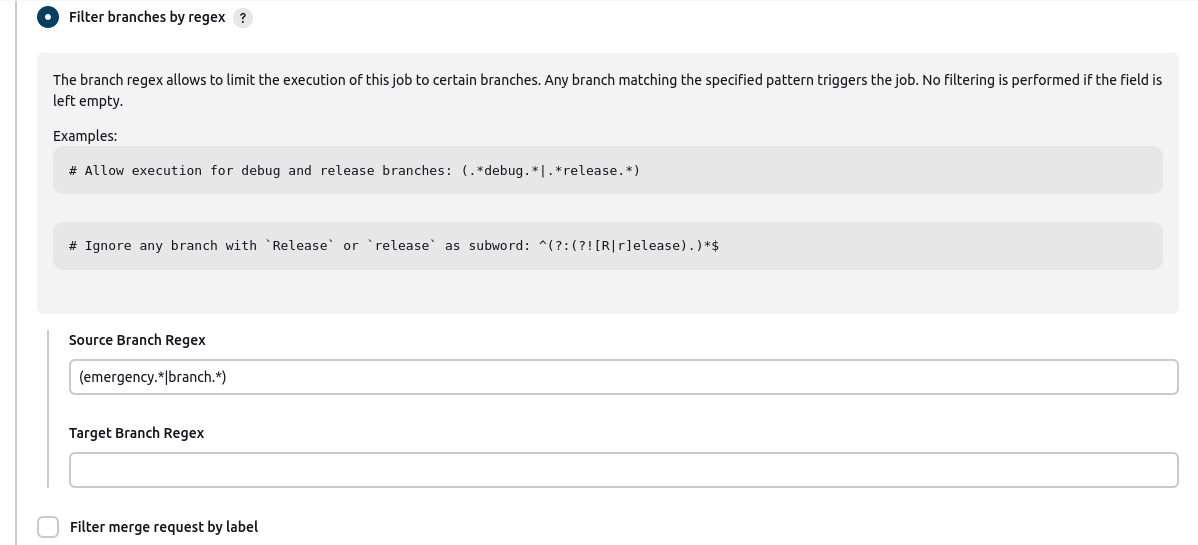 Filter branches by regex ?
The branch regex allows to limit the execution of this job to certain branches. Any branch matching the specified pattern triggers the job. No filtering is performed if the field is
left empty.
Examples:
# Allow execution for debug and release branches: (.*debug.*|.*release.*)
# Ignore any branch with `Release` or `release` as subword: ^(?:(?![R|r]elease).)*$
Source Branch Regex
(emergency.*|branch.*)
Target Branch Regex
Filter merge request by label